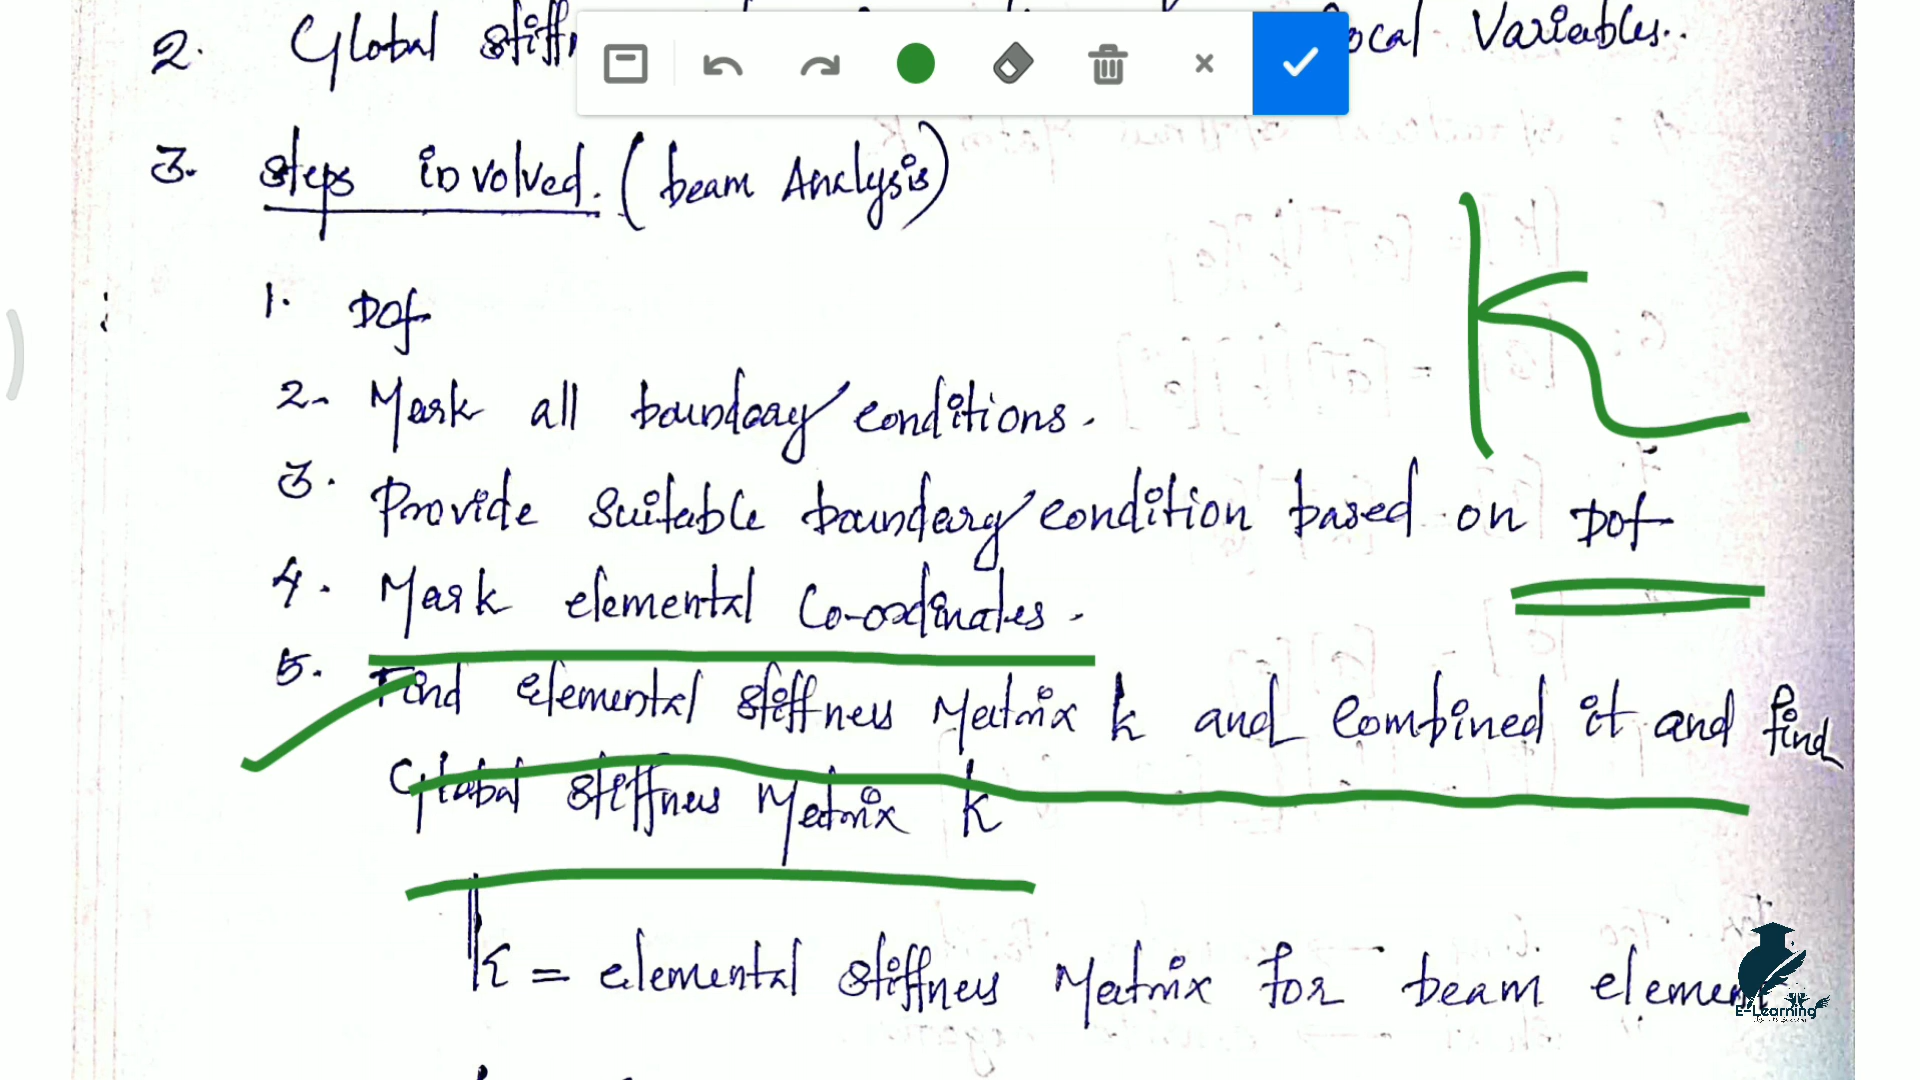 2. Global stiff ocal Variables..
3. Steps involved. (beam Analysis)
1. Dof
2- Mark all boundary conditions.
3. Provide Suitable boundary condition based on Dof
4. Mark elemental Co-ordinates.
5. Find elemental stiffness Matrix k and Combined it and find
Global stiffness Matrix k
K
k = elemental stiffness Matrix for beam element
E-Learning